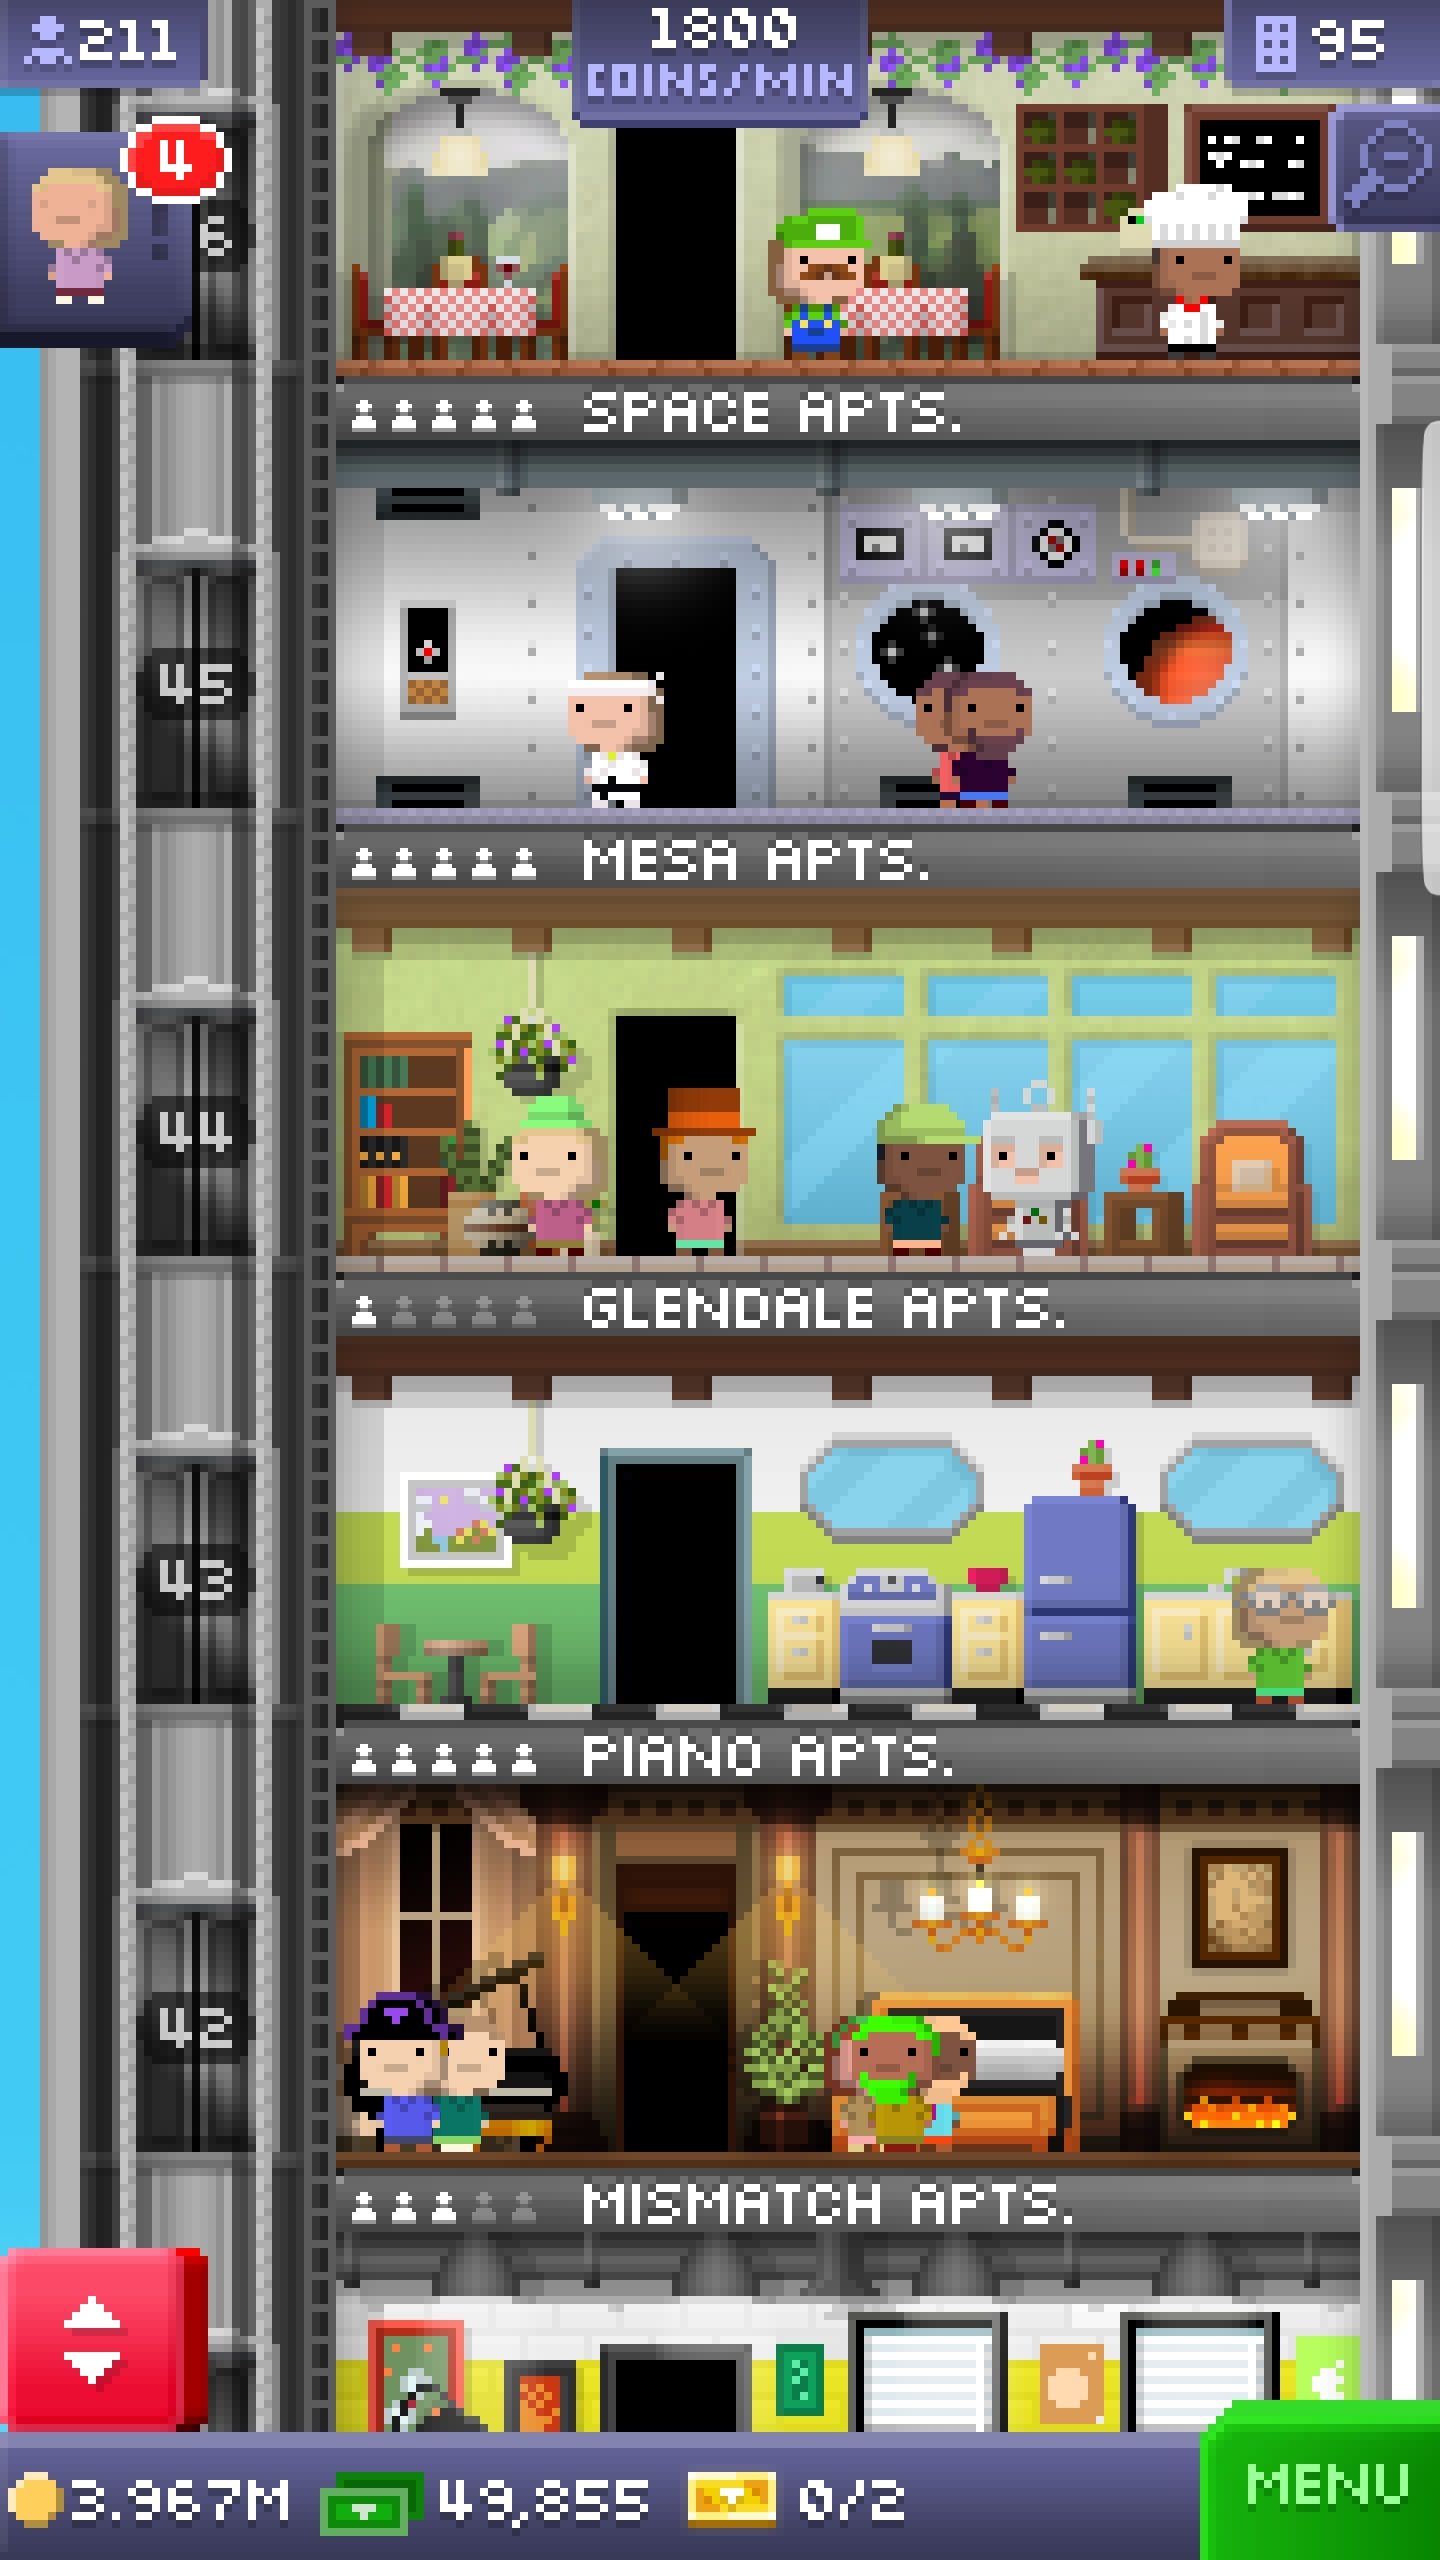 211
1800
COINS/MIN
95
4
6
SPACE APTS.
45
MESA APTS.
44
GLENDALE APTS.
43
PIANO APTS.
42
MISMATCH APTS.
3.967M
49,855
0/2
MENU